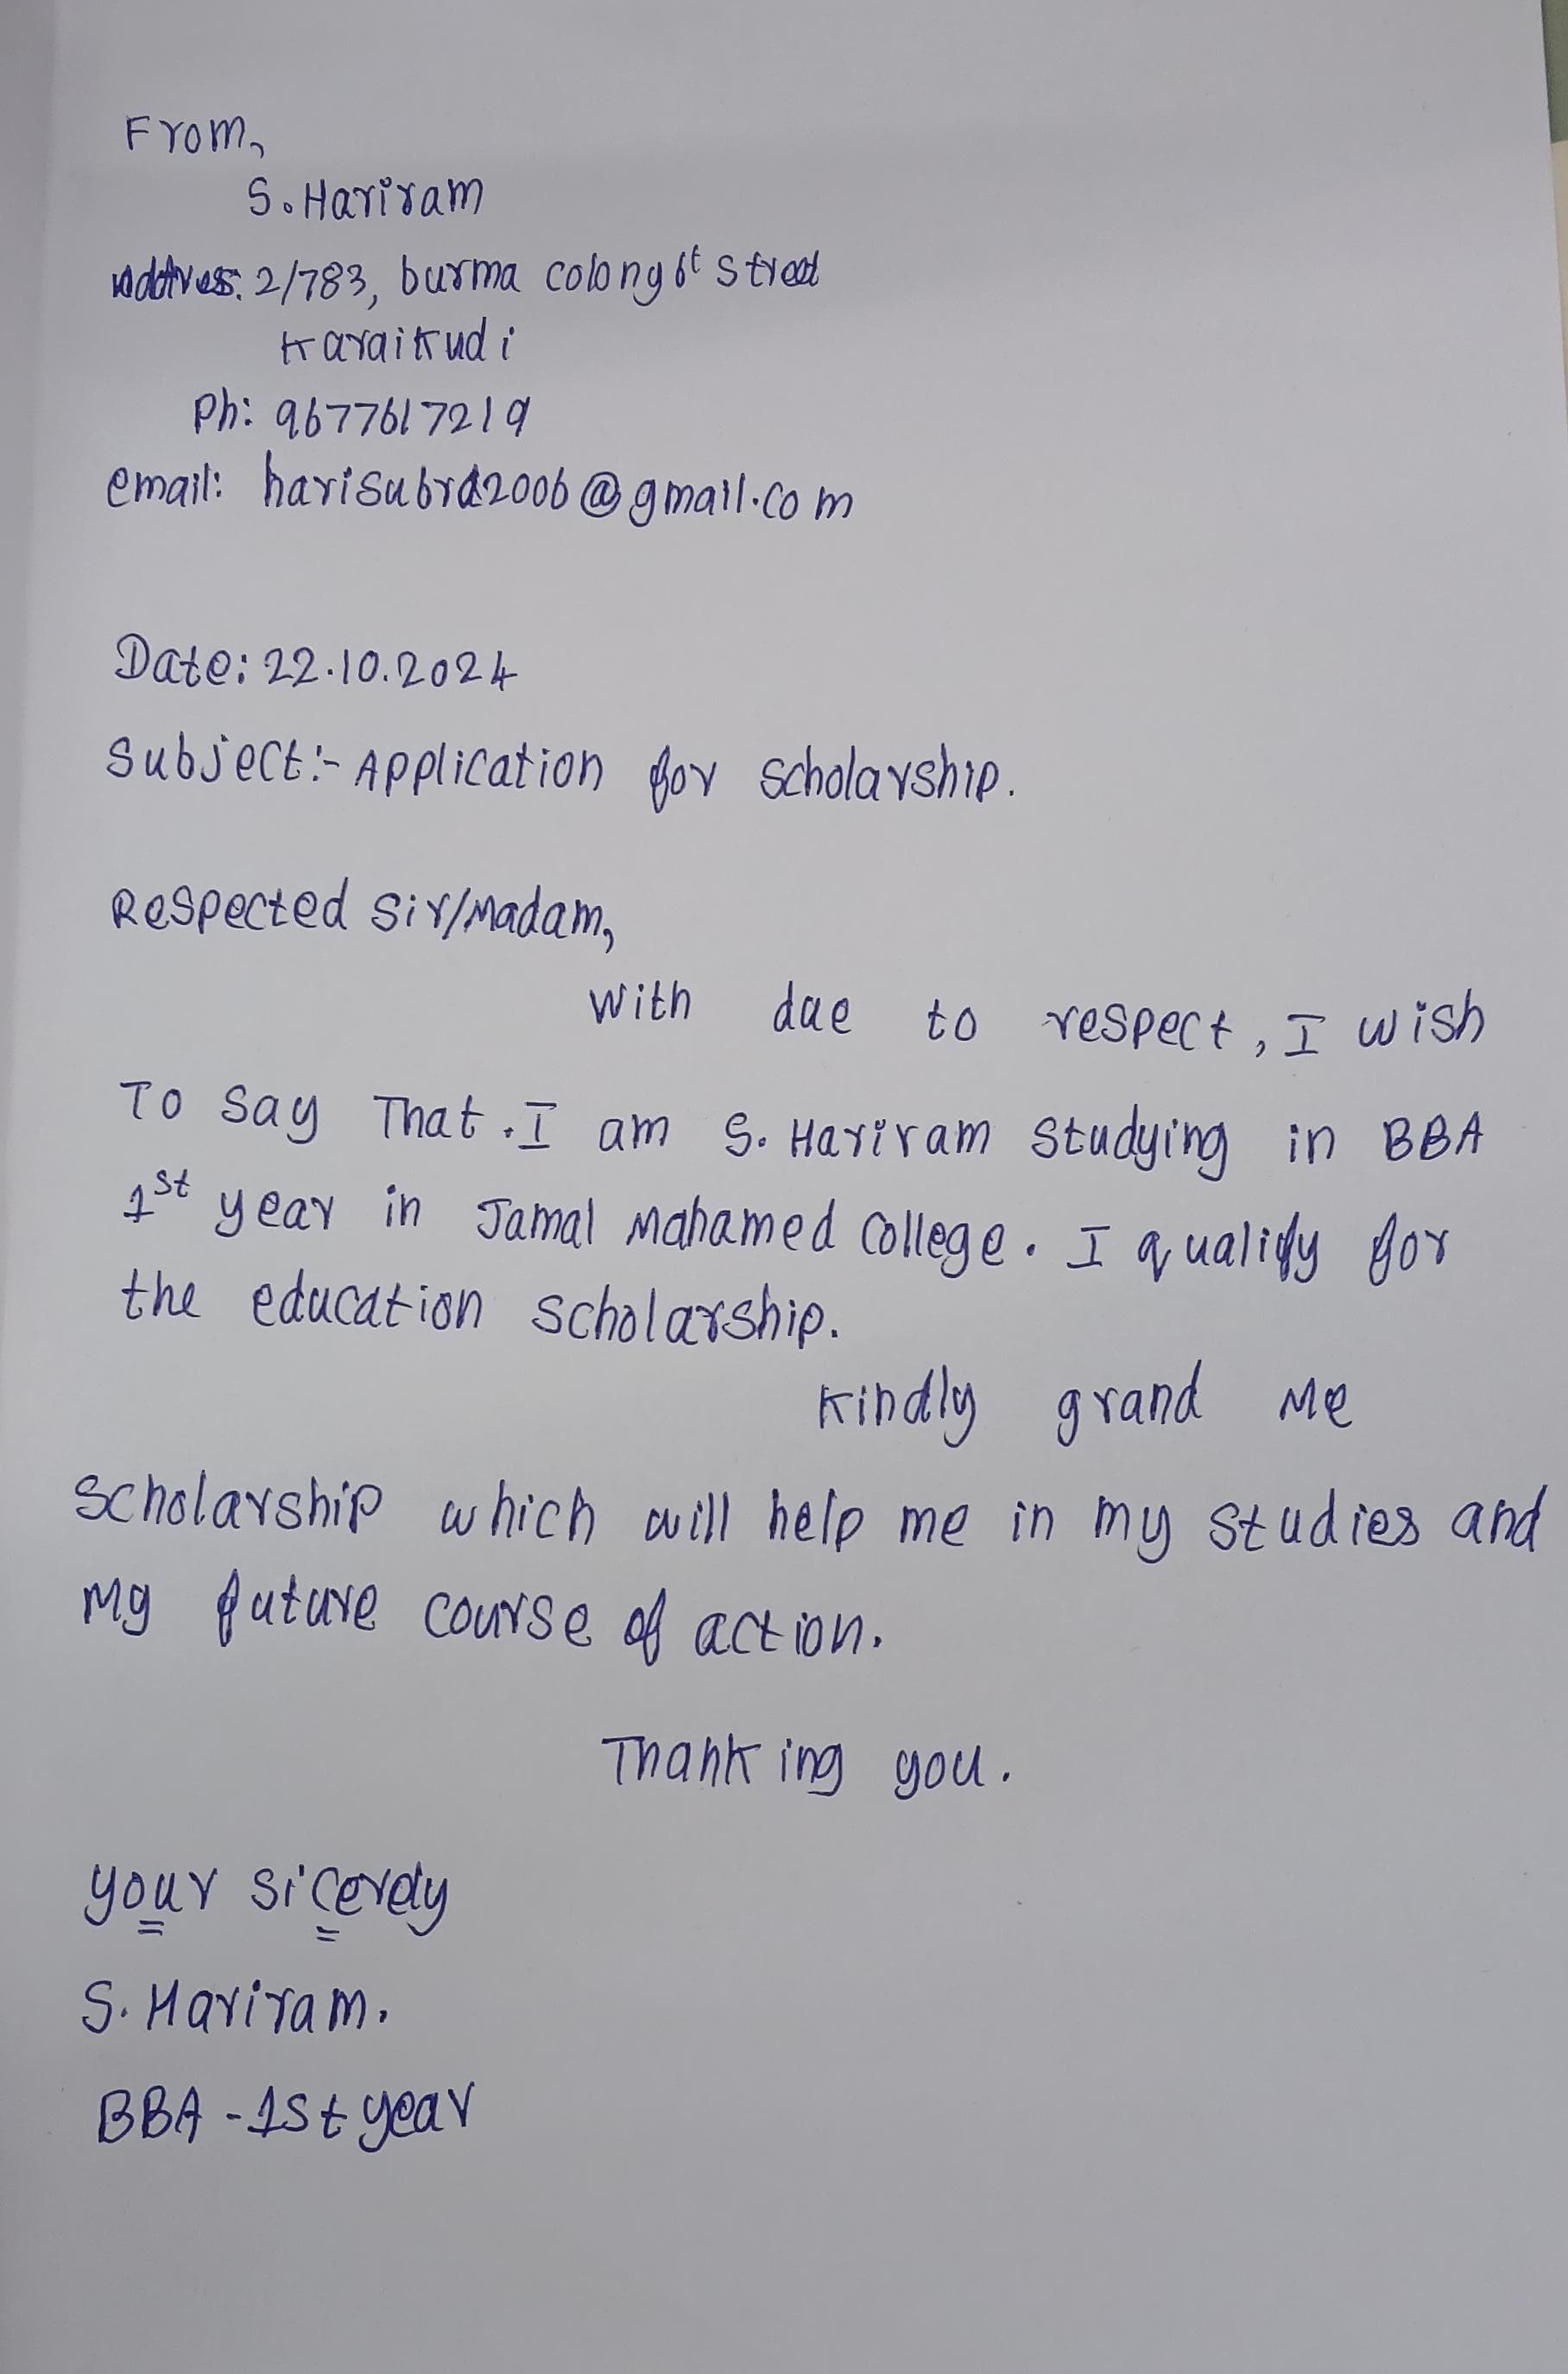 From,
S. Hariram
Address: 2/783, burma colony street
Karaikudi
Ph: 9677617219
email: harisubra2006@gmail.com
Date: 22.10.2024
Subject:- Application for scholarship.
Respected Sir/Madam,
With due to respect, I wish
To say That. I am S. Hariram Studying in BBA
1st year in Jamal Mahamed College. I qualify for
the education Scholarship.
Kindly grand Me
Scholarship which will help me in my studies and
My future course of action.
Thanking you.
your sicerely
S. Hariram.
BBA - 1st year